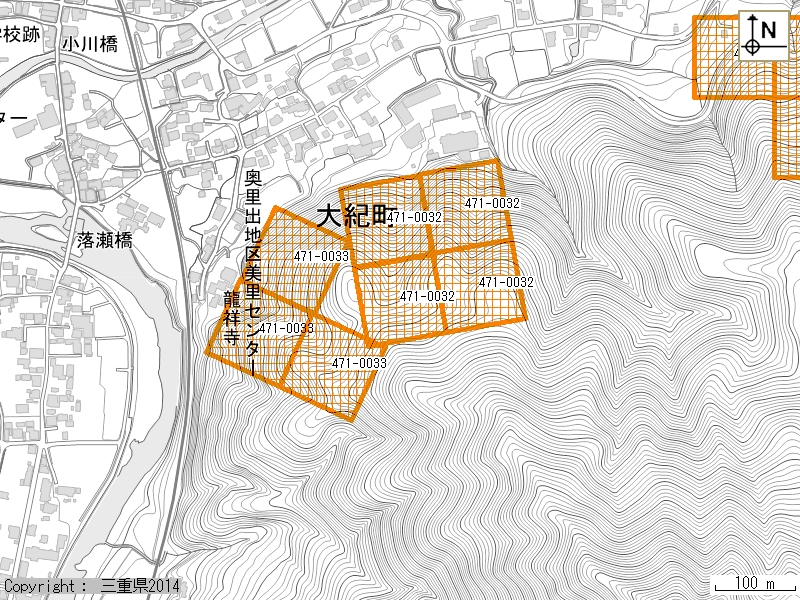 校跡
小川橋
N
ター
奥里出地区美里センター
大紀町
471-0032
471-0032
落瀬橋
471-0033
471-0032
471-0032
龍祥寺
471-0033
471-0033
Copyright : 三重県2014
100 m